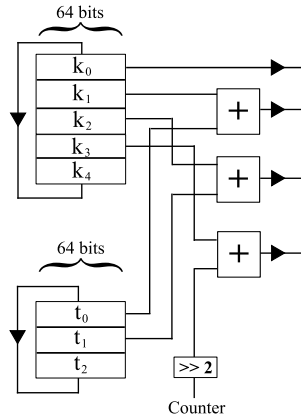 64 bits
k₀
k₁
k₂
k₃
k₄
+
+
+
64 bits
t₀
t₁
t₂
>> 2
Counter